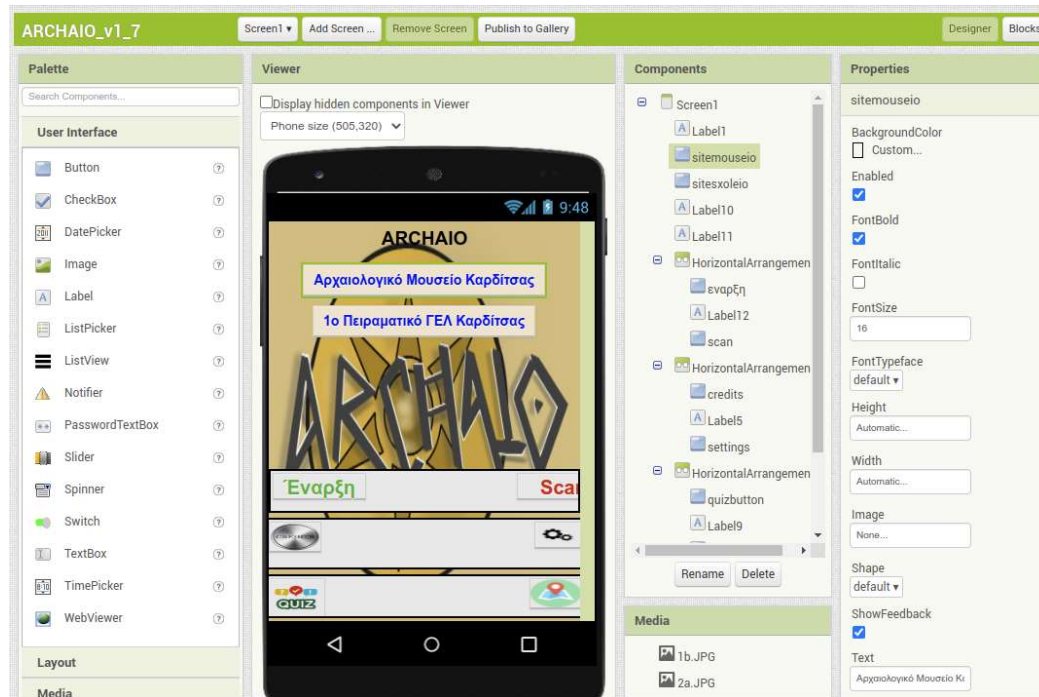 ARCHAIO_v1_7
Screen1 ▾
Add Screen ...
Remove Screen
Publish to Gallery
Designer
Blocks
Palette
Search Components...
User Interface
Button
CheckBox
DatePicker
Image
Label
ListPicker
ListView
Notifier
PasswordTextBox
Slider
Spinner
Switch
TextBox
TimePicker
WebViewer
Layout
Media
Viewer
Display hidden components in Viewer
Phone size (505,320)
9:48
ARCHAIO
Αρχαιολογικό Μουσείο Καρδίτσας
1ο Πειραματικό ΓΕΛ Καρδίτσας
ARCHAIO
Έναρξη
Scan
QUIZ
Components
Screen1
Label1
sitemouseio
sitesxoleio
Label10
Label11
HorizontalArrangemen
εναρξη
Label12
scan
HorizontalArrangemen
credits
Label5
settings
HorizontalArrangemen
quizbutton
Label9
Rename
Delete
Media
1b.JPG
2a.JPG
Properties
sitemouseio
BackgroundColor
Custom...
Enabled
FontBold
FontItalic
FontSize
16
FontTypeface
default ▾
Height
Automatic...
Width
Automatic...
Image
None...
Shape
default ▾
ShowFeedback
Text
Αρχαιολογικό Μουσείο Κα